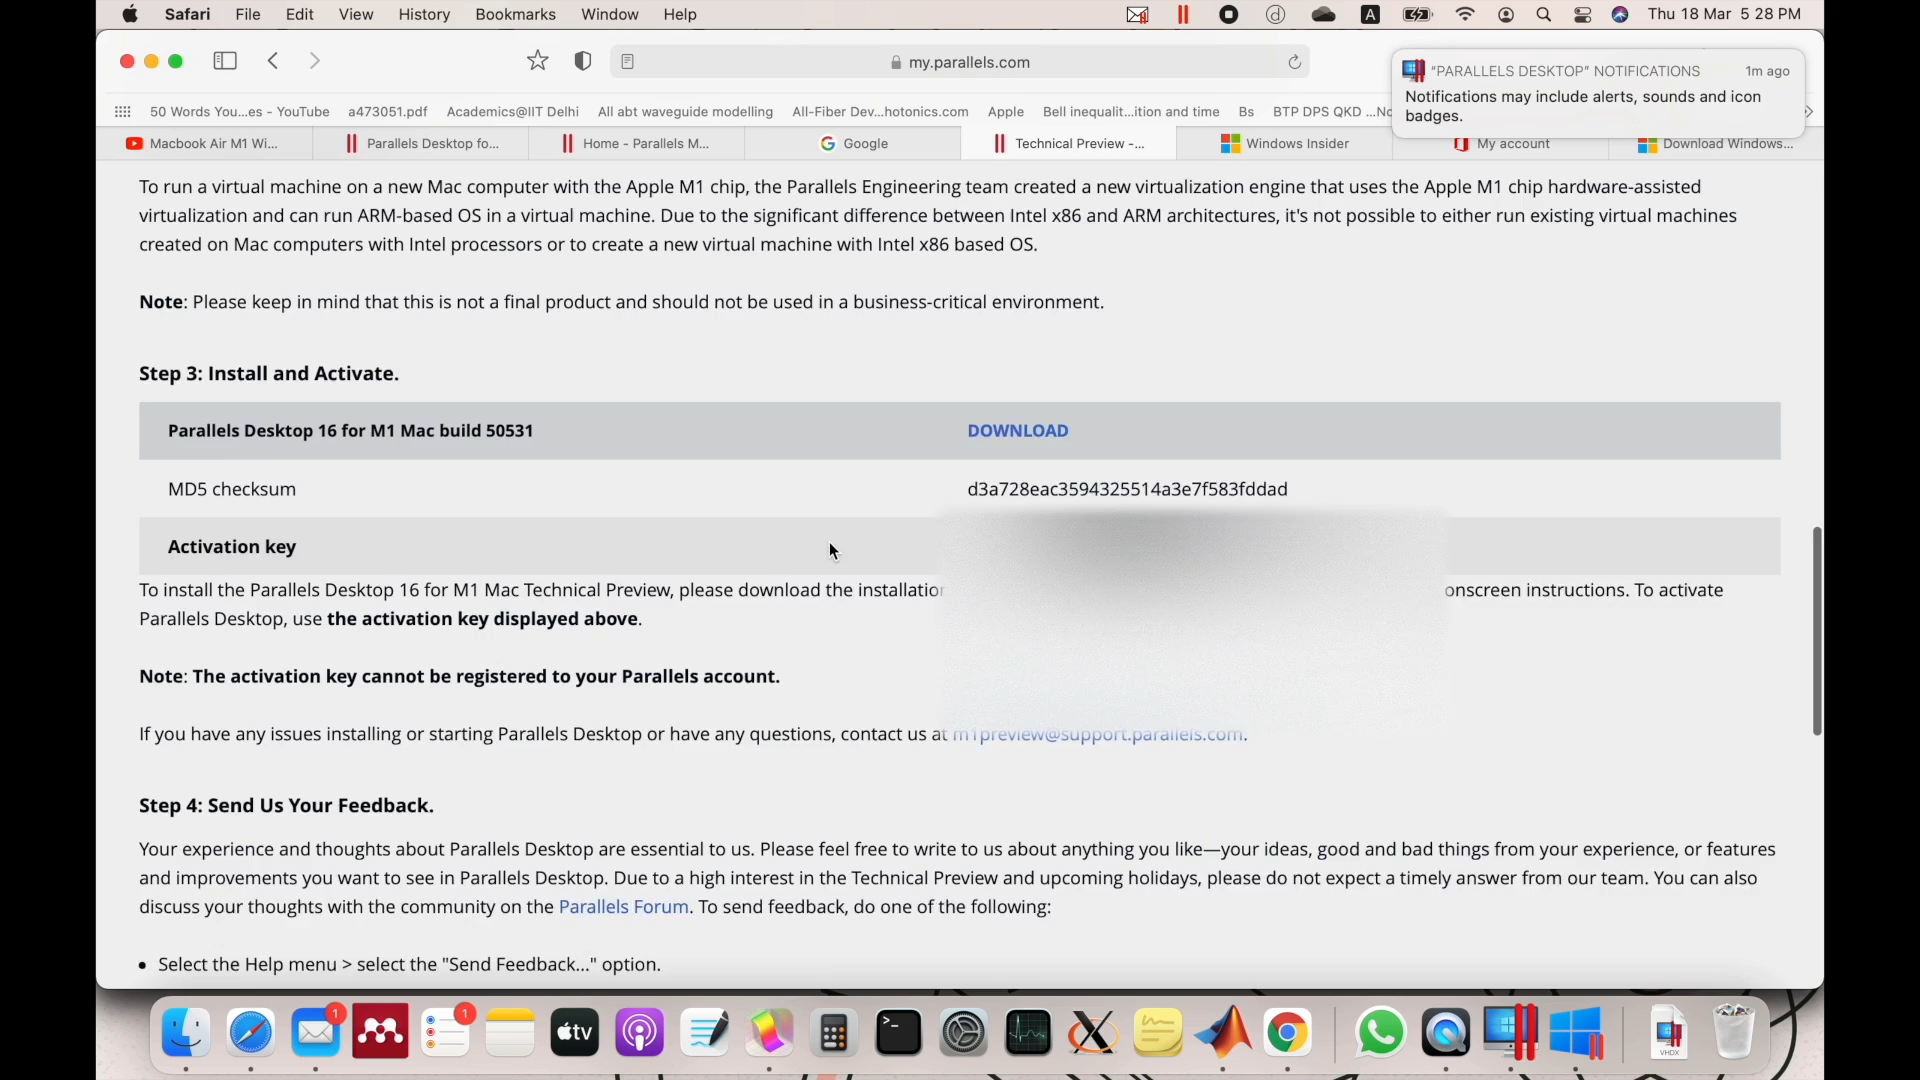 Safari File Edit View History Bookmarks Window Help A Thu 18 Mar 5 28 PM
my.parallels.com
"PARALLELS DESKTOP" NOTIFICATIONS 1m ago
Notifications may include alerts, sounds and icon
badges.
50 Words You...es - YouTube a473051.pdf Academics@IIT Delhi All abt waveguide modelling All-Fiber Dev...hotonics.com Apple Bell inequalit...ition and time Bs BTP DPS QKD ...No
Macbook Air M1 Wi... Parallels Desktop fo... Home - Parallels M... Google Technical Preview -... Windows Insider My account Download Windows...
To run a virtual machine on a new Mac computer with the Apple M1 chip, the Parallels Engineering team created a new virtualization engine that uses the Apple M1 chip hardware-assisted
virtualization and can run ARM-based OS in a virtual machine. Due to the significant difference between Intel x86 and ARM architectures, it's not possible to either run existing virtual machines
created on Mac computers with Intel processors or to create a new virtual machine with Intel x86 based OS.
Note: Please keep in mind that this is not a final product and should not be used in a business-critical environment.
Step 3: Install and Activate.
Parallels Desktop 16 for M1 Mac build 50531 DOWNLOAD
MD5 checksum d3a728eac3594325514a3e7f583fddad
Activation key
To install the Parallels Desktop 16 for M1 Mac Technical Preview, please download the installation onscreen instructions. To activate
Parallels Desktop, use the activation key displayed above.
Note: The activation key cannot be registered to your Parallels account.
If you have any issues installing or starting Parallels Desktop or have any questions, contact us at m1preview@support.parallels.com.
Step 4: Send Us Your Feedback.
Your experience and thoughts about Parallels Desktop are essential to us. Please feel free to write to us about anything you like—your ideas, good and bad things from your experience, or features
and improvements you want to see in Parallels Desktop. Due to a high interest in the Technical Preview and upcoming holidays, please do not expect a timely answer from our team. You can also
discuss your thoughts with the community on the Parallels Forum. To send feedback, do one of the following:
• Select the Help menu > select the "Send Feedback..." option.
1 1 tv VHDX